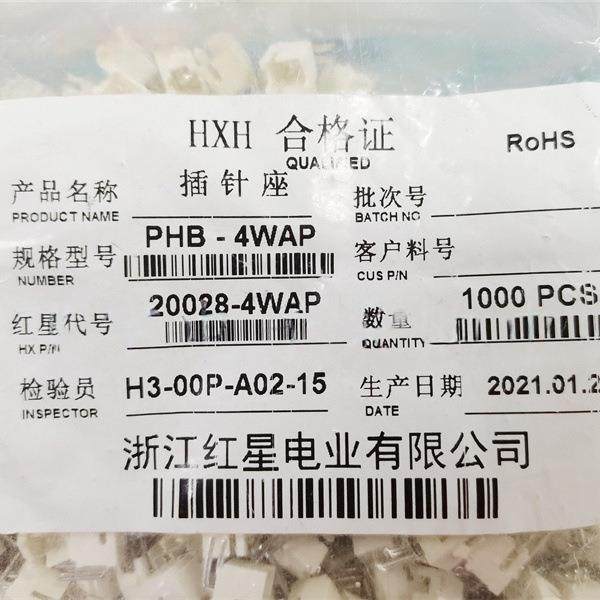 HXH 合格证 RoHS
QUALIFIED
产品名称 插针座 批次号
PRODUCT NAME BATCH NO
规格型号 PHB - 4WAP 客户料号
NUMBER CUS P/N
红星代号 20028-4WAP 数量 1000 PCS
HX P/N QUANTITY
检验员 H3-00P-A02-15 生产日期 2021.01.2
INSPECTOR DATE
浙江红星电业有限公司